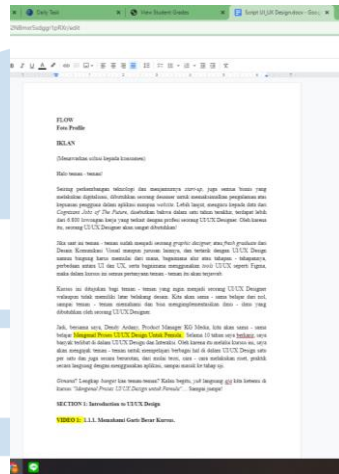 Daily Test
View Student Grades
Script UI_UX Design.docx - Goo
FLOW
Foto Profile
IKLAN
(Menawarkan solusi kepada konsumen)
Halo teman - teman!
Seiring perkembangan teknologi dan menjamurnya start-up, juga semua bisnis yang
melakukan digitalisasi, dibutuhkan seorang desainer untuk memaksimalkan pengalaman atau
kepuasan pengguna dalam aplikasi maupun website. Lebih lanjut, mengacu kepada data dari
Cognizant Jobs of The Future, disebutkan bahwa dalam satu tahun terakhir, terdapat lebih
dari lowongan kerja yang terkait dengan profesi seorang UI/UX Designer. Oleh karena
itu, seorang UI/UX Designer akan sangat dibutuhkan!
Jika saat ini teman - teman sudah menjadi seorang graphic designer atau fresh graduate dari
Desain Komunikasi Visual maupun jurusan lainnya, dan tertarik dengan UI/UX Design
namun bingung harus memulai dari mana, bagaimana alur atau tahapan - tahapannya,
perbedaan antara UI dan UX, serta bagaimana menggunakan tools UI/UX seperti Figma,
maka dalam kursus ini semua pertanyaan teman - teman itu akan terjawab.
Kursus ini ditujukan bagi teman - teman yang ingin menjadi seorang UI/UX Designer
walaupun tidak memiliki latar belakang desain. Kita akan sama - sama belajar dari nol,
sampai teman - teman memahami dan bisa mengimplementasikan ilmu - ilmu yang
dibutuhkan oleh seorang UI/UX Designer.
Jadi, bersama saya, Dendy Ardany, Product Manager KG Media, kita akan sama - sama
belajar Mengenal Proses UI/UX Design Untuk Pemula. Selama 10 tahun saya berkarir, saya
banyak terlibat di dalam UI/UX Design dan Interaksi. Oleh karena itu melalui kursus ini, saya
akan mengajak teman - teman untuk mempelajari berbagai hal di dalam UI/UX Design satu
per satu dan juga secara berurutan, dari mulai teori, cara - cara melakukan riset, praktik
secara langsung dengan menggunakan aplikasi, sampai masuk ke tahap uji.
Gimana? Lengkap banget kan teman-teman? Kalau begitu, yuk langsung aja kita ketemu di
kursus "Mengenal Proses UI/UX Design untuk Pemula"... Sampai jumpa!
SECTION 1: Introduction to UI/UX Design
VIDEO 1: 1.1.1. Memahami Garis Besar Kursus.